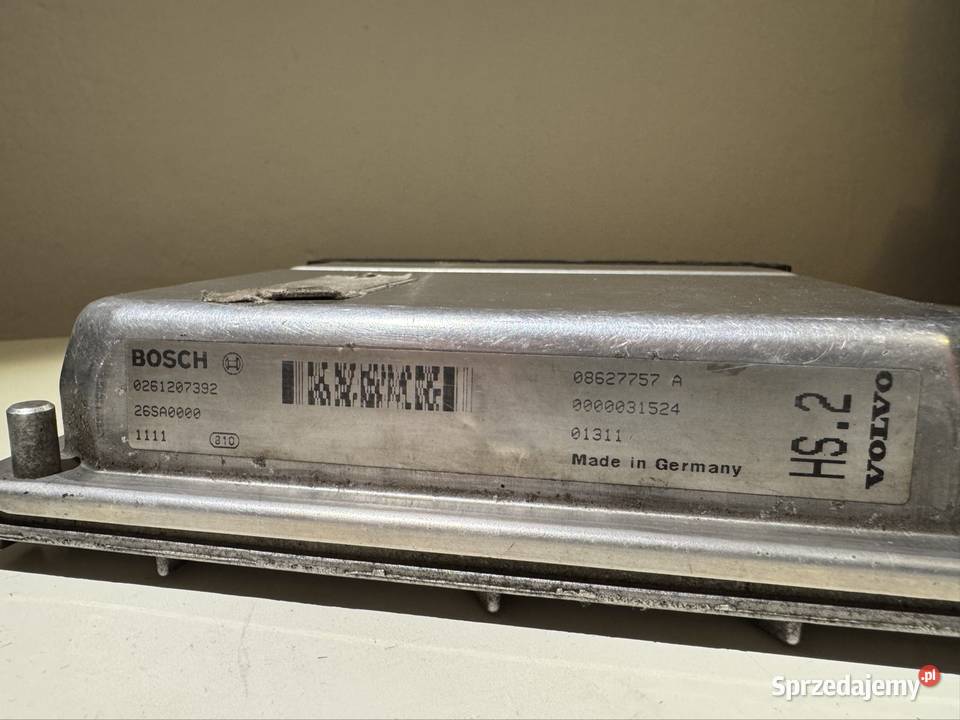 BOSCH
0261207392
26SA0000
1111 810
08627757 A
0000031524
01311
Made in Germany
HS.2
VOLVO
Sprzedajemy.pl